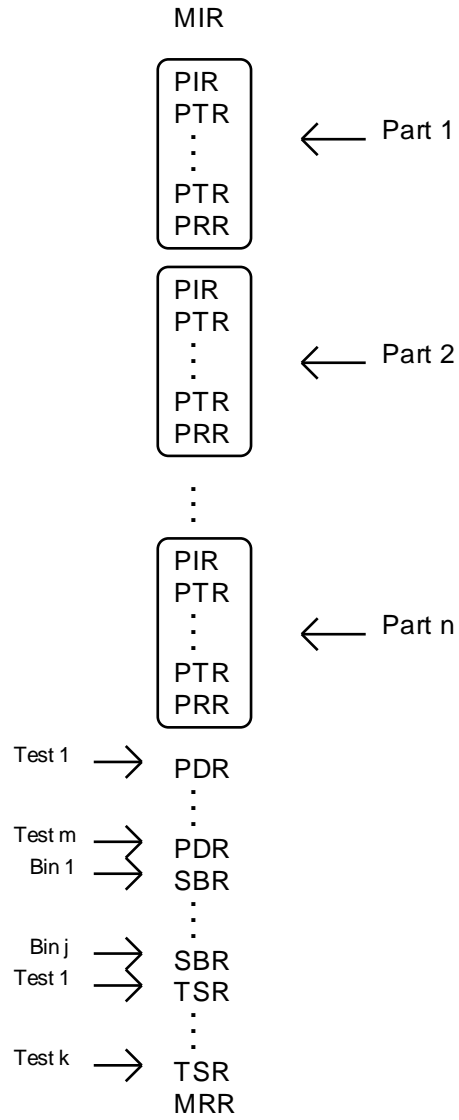 MIR
PIR
PTR
Part 1
PTR
PRR
PIR
PTR
Part 2
PTR
PRR
PIR
PTR
Part n
PTR
PRR
Test 1
PDR
Test m
PDR
Bin 1
SBR
Bin j
SBR
Test 1
TSR
Test k
TSR
MRR